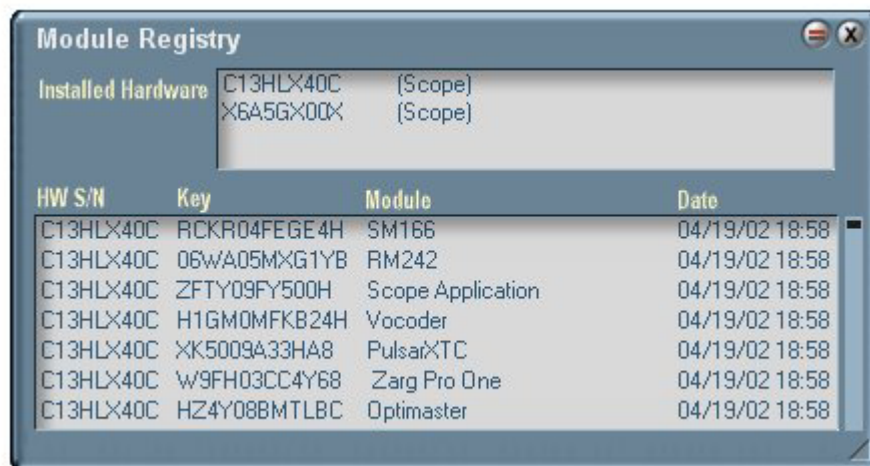 Module Registry
Installed Hardware
C13HLX40C (Scope)
X6A5GX00X (Scope)
HW S/N Key Module Date
C13HLX40C RCKR04FEGE4H SM166 04/19/02 18:58
C13HLX40C 06WA05MXG1YB RM242 04/19/02 18:58
C13HLX40C ZFTY09FY500H Scope Application 04/19/02 18:58
C13HLX40C H1GM0MFKB24H Vocoder 04/19/02 18:58
C13HLX40C XK5009A33HA8 PulsarXTC 04/19/02 18:58
C13HLX40C W9FH03CC4Y68 Zarg Pro One 04/19/02 18:58
C13HLX40C HZ4Y08BMTLBC Optimaster 04/19/02 18:58